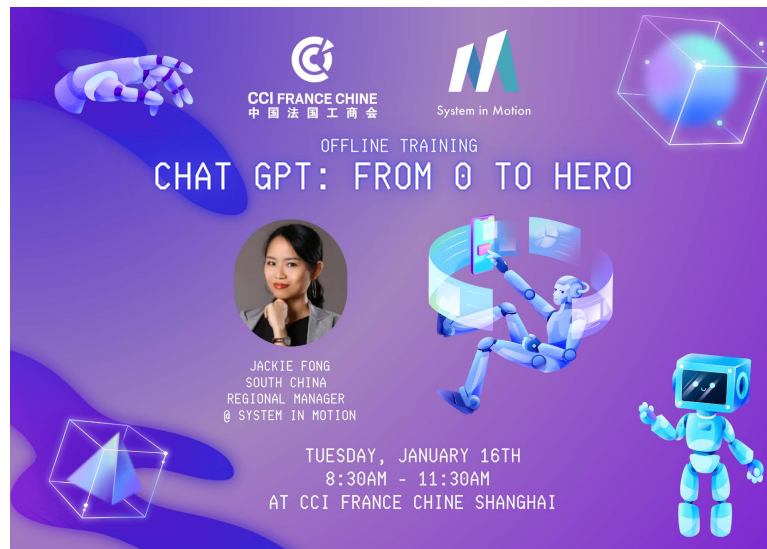 CCI FRANCE CHINE
中国法国工商会
System in Motion
OFFLINE TRAINING
CHAT GPT: FROM 0 TO HERO
JACKIE FONG
SOUTH CHINA
REGIONAL MANAGER
@ SYSTEM IN MOTION
TUESDAY, JANUARY 16TH
8:30AM - 11:30AM
AT CCI FRANCE CHINE SHANGHAI